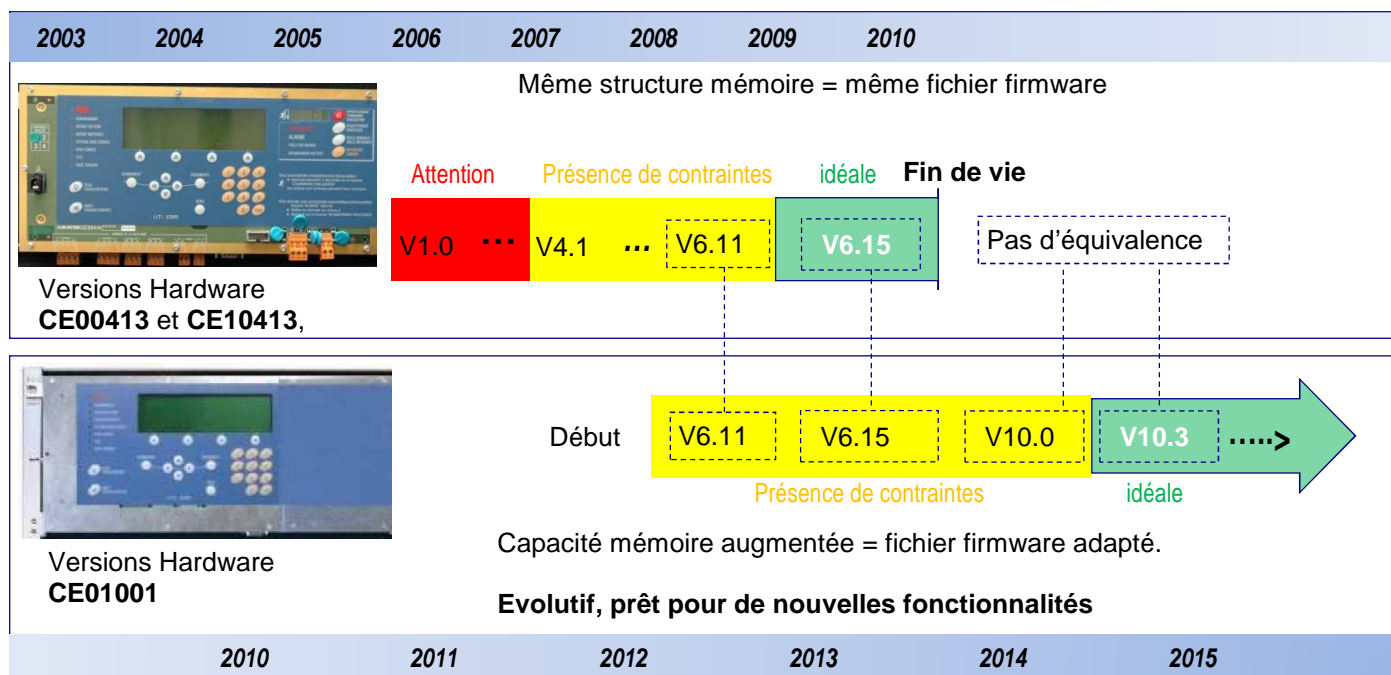 2003 2004 2005 2006 2007 2008 2009 2010
Même structure mémoire = même fichier firmware
Attention Présence de contraintes idéale Fin de vie
V1.0 ... V4.1 ... V6.11 V6.15 Pas d’équivalence
Versions Hardware
CE00413 et CE10413,
Début V6.11 V6.15 V10.0 V10.3 .....>
Présence de contraintes idéale
Capacité mémoire augmentée = fichier firmware adapté.
Versions Hardware
CE01001
Evolutif, prêt pour de nouvelles fonctionnalités
2010 2011 2012 2013 2014 2015